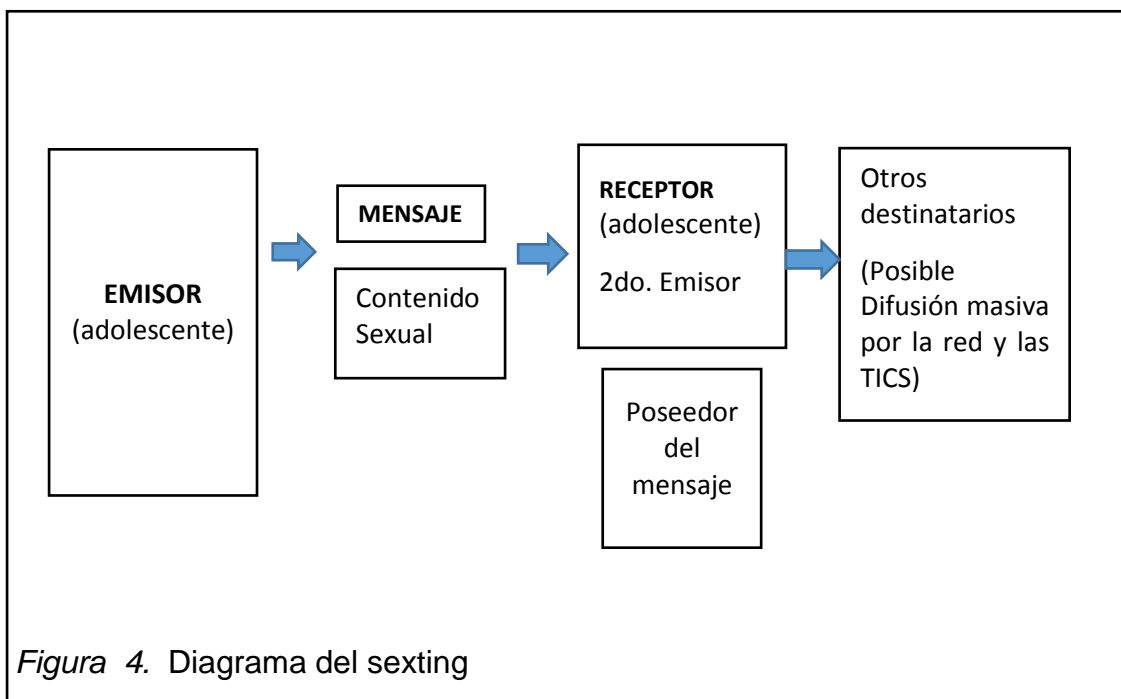 EMISOR
(adolescente)
MENSAJE
Contenido
Sexual
RECEPTOR
(adolescente)
2do. Emisor
Poseedor
del
mensaje
Otros
destinatarios
(Posible
Difusión masiva
por la red y las
TICS)
Figura 4. Diagrama del sexting